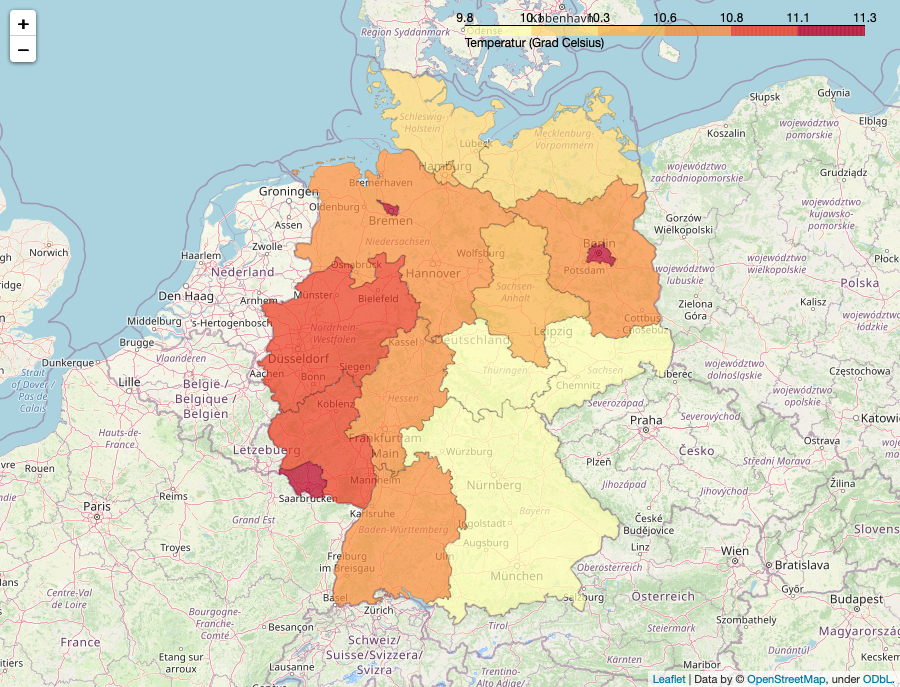 +
−
9.8 10.1 10.3 10.6 10.8 11.1 11.3
København
Odense
Temperatur (Grad Celsius)
Region Syddanmark
Schleswig-
Holstein
Lübeck
Mecklenburg
Vorpommern
Hamburg
Słupsk
Gdynia
Elbląg
Koszalin
województwo
pomorskie
województwo
zachodniopomorskie
Grudziądz
województwo
kujawsko-
pomorskie
Groningen
Bremerhaven
Oldenburg
Bremen
Assen
Gorzów
Wielkopolski
Norwich
Haarlem
Zwolle
Niedersachsen
Wolfsburg
Berlin
Potsdam
województwo
lubuskie
województwo
wielkopolskie
Płock
Nederland
Osnabrück
Hannover
Polska
Den Haag
Arnhem
Münster
Bielefeld
Sachsen-
Anhalt
Zielona
Góra
Kalisz
Middelburg
's-Hertogenbosch
Cottbus
- Chóśebuz
województwo
łódzkie
Brugge
Nordrhein
Westfalen
Kassel
Deutschland
Leipzig
Dunkerque
Vlaanderen
Düsseldorf
Strait
of Dover /
Pas de
Calais
Lille
België /
Belgique /
Belgien
Aachen
Bonn
Siegen
Thüringen
Sachsen
Chemnitz
Liberec
województwo
dolnośląskie
Częstochowa
województwo
opolskie
Koblenz
Hessen
Severozápad
Severovýchod
Praha
Katowice
Hauts-de-
France
Letzebuerg
Frankfurt am
Main
Würzburg
Plzeň
Česko
Ostrava
Střední Morava
Rouen
Mannheim
Nürnberg
Jihozápad
Jihovýchod
Žilina
Reims
Saarbrücken
Paris
Grand Est
Karlsruhe
Baden-Württemberg
Ingolstadt
Bayern
České
Budějovice
Slovensko
Troyes
Augsburg
Linz
Wien
Bratislava
Freiburg
im Breisgau
Ulm
München
Oberösterreich
Centre-Val
de Loire
Basel
Salzburg
Österreich
Győr
Budapest
Bourgogne-
Franche-
Comté
Zürich
Tirol
Steiermark
Szombathely
Magyarország
France
Besançon
Schweiz/
Suisse/Svizzera/
Svizra
Dunántúl
Etang sur
arroux
Lausanne
Kärnten
Maribor
Kecskemét
Trentino-
Alto Adige/
Leaflet | Data by © OpenStreetMap, under ODbL.